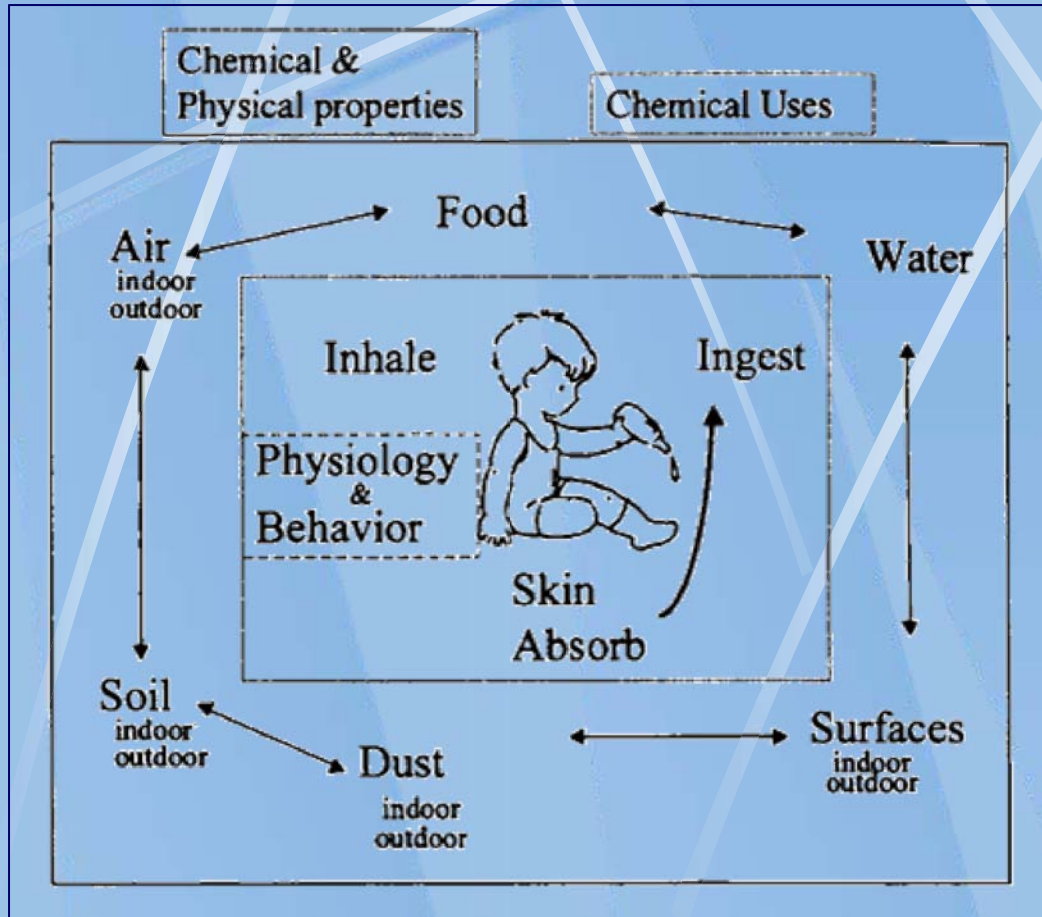 Chemical &
Physical properties
Chemical Uses
Food
Air
indoor
outdoor
Water
Inhale
Ingest
Physiology
&
Behavior
Skin
Absorb
Soil
indoor
outdoor
Surfaces
indoor
outdoor
Dust
indoor
outdoor